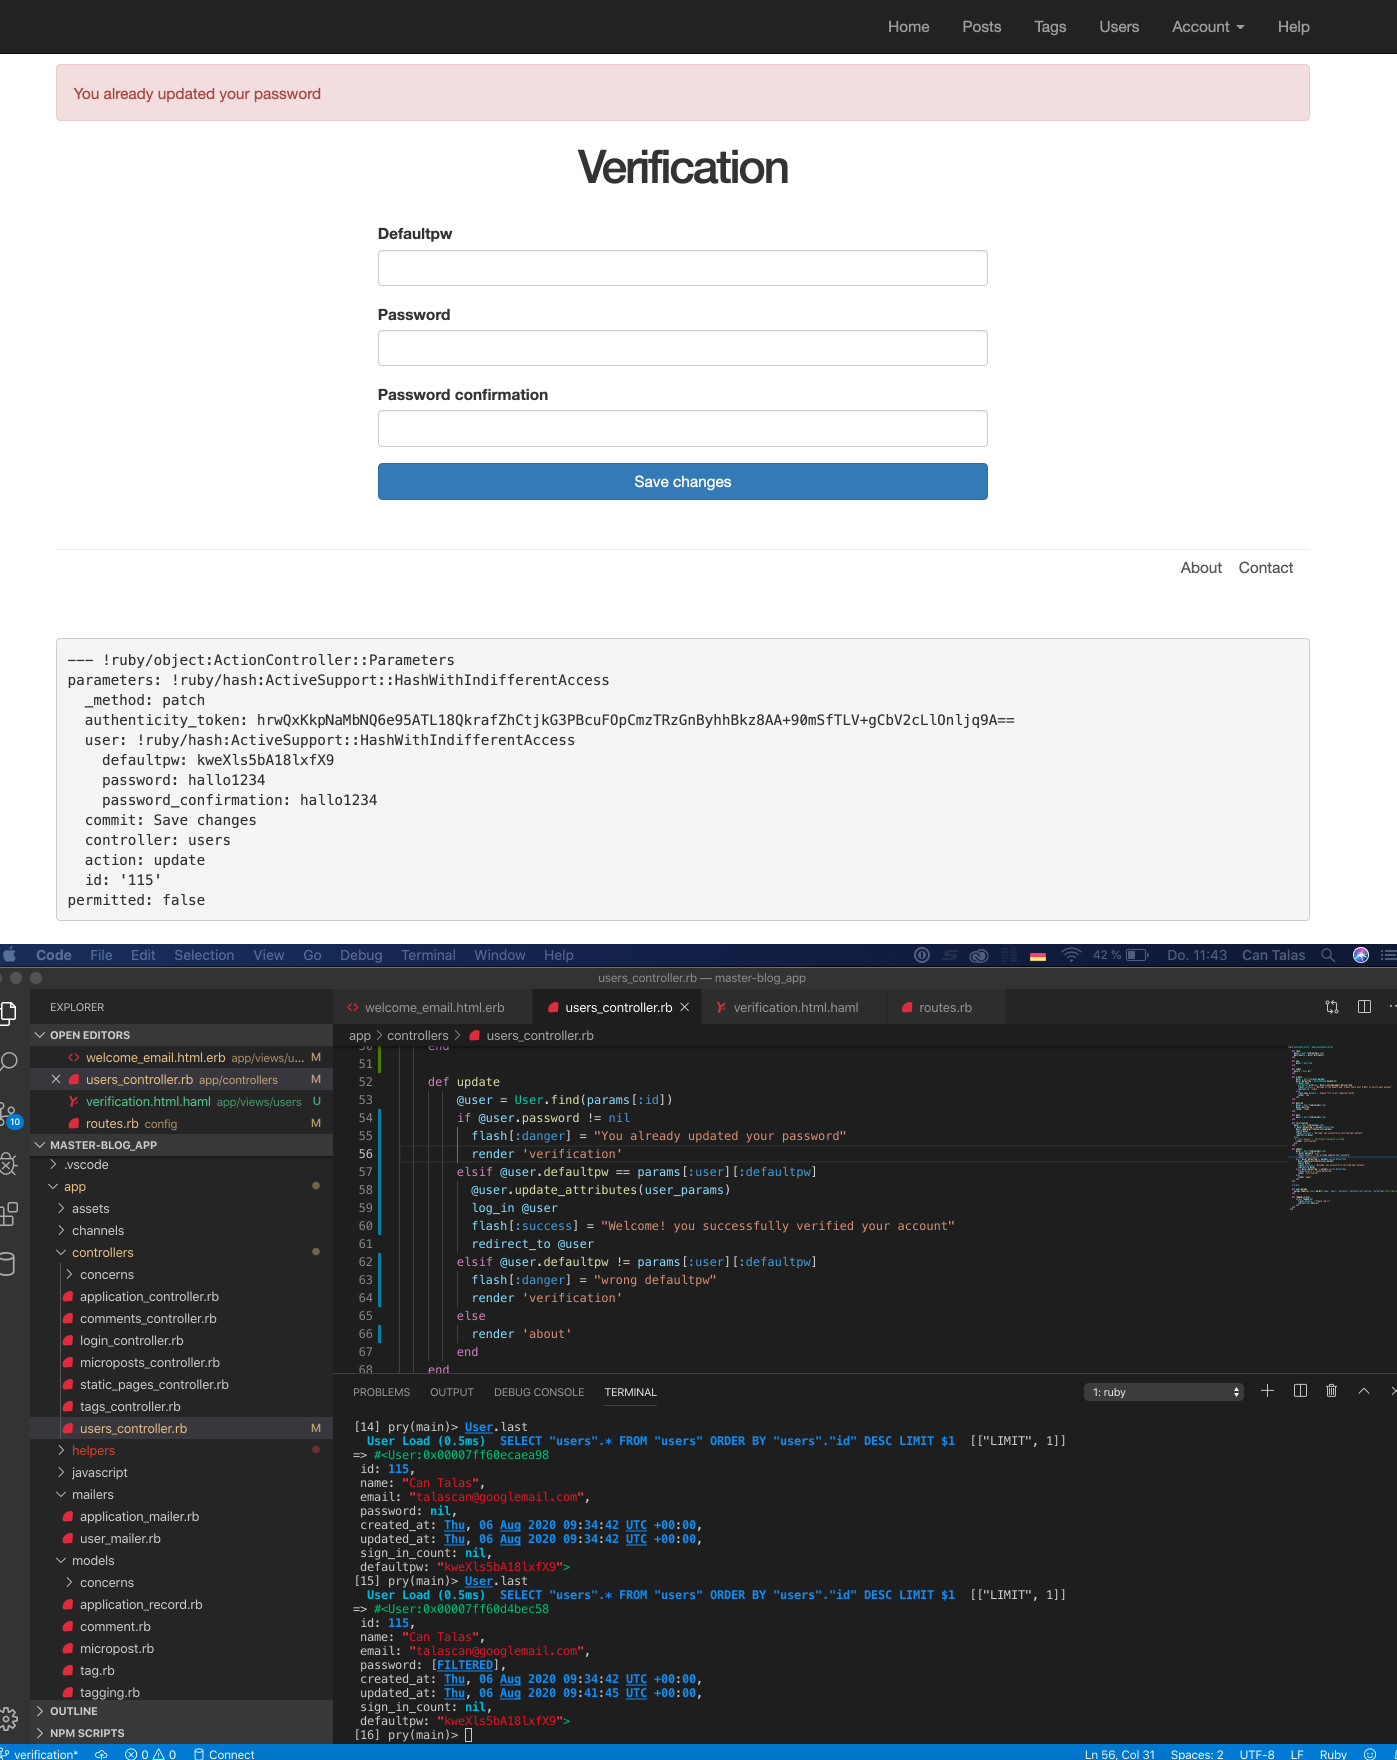 Home Posts Tags Users Account Help
You already updated your password
Verification
Defaultpw
Password
Password confirmation
Save changes
About Contact
--- !ruby/object:ActionController::Parameters
parameters: !ruby/hash:ActiveSupport::HashWithIndifferentAccess
_method: patch
authenticity_token: hrwQxKkpNaMbNQ6e95ATL18QkrafZhCtjkG3PBcuFOpCmzTRzGnByhhBkz8AA+90mSfTLV+gCbV2cLlOnljq9A==
user: !ruby/hash:ActiveSupport::HashWithIndifferentAccess
defaultpw: kweXls5bA18lxfX9
password: hallo1234
password_confirmation: hallo1234
commit: Save changes
controller: users
action: update
id: '115'
permitted: false
Code File Edit Selection View Go Debug Terminal Window Help 42 % Do. 11:43 Can Talas
users_controller.rb — master-blog_app
EXPLORER
welcome_email.html.erb users_controller.rb verification.html.haml routes.rb
OPEN EDITORS
welcome_email.html.erb app/views/u... M
users_controller.rb app/controllers M
verification.html.haml app/views/users U
routes.rb config M
10
MASTER-BLOG_APP
.vscode
app
assets
channels
controllers
concerns
application_controller.rb
comments_controller.rb
login_controller.rb
microposts_controller.rb
static_pages_controller.rb
tags_controller.rb
users_controller.rb M
helpers
javascript
mailers
application_mailer.rb
user_mailer.rb
models
concerns
application_record.rb
comment.rb
micropost.rb
tag.rb
tagging.rb
OUTLINE
NPM SCRIPTS
app > controllers > users_controller.rb
50 end
51
52 def update
53 @user = User.find(params[:id])
54 if @user.password != nil
55 flash[:danger] = "You already updated your password"
56 render 'verification'
57 elsif @user.defaultpw == params[:user][:defaultpw]
58 @user.update_attributes(user_params)
59 log_in @user
60 flash[:success] = "Welcome! you successfully verified your account"
61 redirect_to @user
62 elsif @user.defaultpw != params[:user][:defaultpw]
63 flash[:danger] = "wrong defaultpw"
64 render 'verification'
65 else
66 render 'about'
67 end
68 end
PROBLEMS OUTPUT DEBUG CONSOLE TERMINAL 1: ruby
[14] pry(main)> User.last
User Load (0.5ms) SELECT "users".* FROM "users" ORDER BY "users"."id" DESC LIMIT $1 [["LIMIT", 1]]
=> #<User:0x00007ff60ecaea98
id: 115,
name: "Can Talas",
email: "talascan@googlemail.com",
password: nil,
created_at: Thu, 06 Aug 2020 09:34:42 UTC +00:00,
updated_at: Thu, 06 Aug 2020 09:34:42 UTC +00:00,
sign_in_count: nil,
defaultpw: "kweXls5bA18lxfX9">
[15] pry(main)> User.last
User Load (0.5ms) SELECT "users".* FROM "users" ORDER BY "users"."id" DESC LIMIT $1 [["LIMIT", 1]]
=> #<User:0x00007ff60d4bec58
id: 115,
name: "Can Talas",
email: "talascan@googlemail.com",
password: [FILTERED],
created_at: Thu, 06 Aug 2020 09:34:42 UTC +00:00,
updated_at: Thu, 06 Aug 2020 09:41:45 UTC +00:00,
sign_in_count: nil,
defaultpw: "kweXls5bA18lxfX9">
[16] pry(main)>
verification* 0 0 Connect Ln 56, Col 31 Spaces: 2 UTF-8 LF Ruby